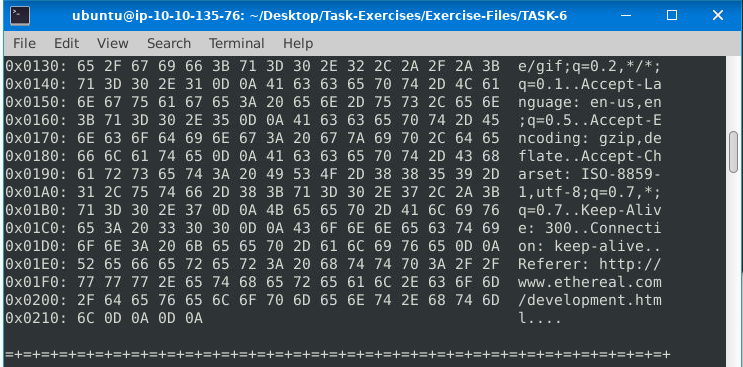 ubuntu@ip-10-10-135-76: ~/Desktop/Task-Exercises/Exercise-Files/TASK-6
File Edit View Search Terminal Help
0x0130: 65 2F 67 69 66 3B 71 3D 30 2E 32 2C 2A 2F 2A 3B  e/gif;q=0.2,*/*;
0x0140: 71 3D 30 2E 31 0D 0A 41 63 63 65 70 74 2D 4C 61  q=0.1..Accept-La
0x0150: 6E 67 75 61 67 65 3A 20 65 6E 2D 75 73 2C 65 6E  nguage: en-us,en
0x0160: 3B 71 3D 30 2E 35 0D 0A 41 63 63 65 70 74 2D 45  ;q=0.5..Accept-E
0x0170: 6E 63 6F 64 69 6E 67 3A 20 67 7A 69 70 2C 64 65  ncoding: gzip,de
0x0180: 66 6C 61 74 65 0D 0A 41 63 63 65 70 74 2D 43 68  flate..Accept-Ch
0x0190: 61 72 73 65 74 3A 20 49 53 4F 2D 38 38 35 39 2D  arset: ISO-8859-
0x01A0: 31 2C 75 74 66 2D 38 3B 71 3D 30 2E 37 2C 2A 3B  1,utf-8;q=0.7,*;
0x01B0: 71 3D 30 2E 37 0D 0A 4B 65 65 70 2D 41 6C 69 76  q=0.7..Keep-Aliv
0x01C0: 65 3A 20 33 30 30 0D 0A 43 6F 6E 6E 65 63 74 69  e: 300..Connecti
0x01D0: 6F 6E 3A 20 6B 65 65 70 2D 61 6C 69 76 65 0D 0A  on: keep-alive..
0x01E0: 52 65 66 65 72 65 72 3A 20 68 74 74 70 3A 2F 2F  Referer: http://
0x01F0: 77 77 77 2E 65 74 68 65 72 65 61 6C 2E 63 6F 6D  www.ethereal.com
0x0200: 2F 64 65 76 65 6C 6F 70 6D 65 6E 74 2E 68 74 6D  /development.htm
0x0210: 6C 0D 0A 0D 0A                                   l....
=+=+=+=+=+=+=+=+=+=+=+=+=+=+=+=+=+=+=+=+=+=+=+=+=+=+=+=+=+=+=+=+=+=+=+=+=+